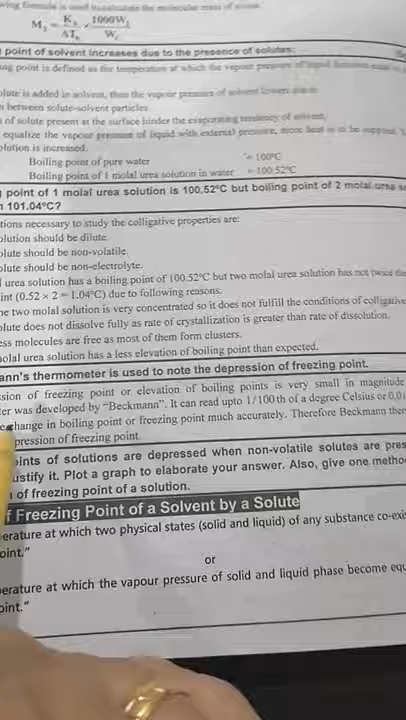 wing formula is used to calculate the molecular mass of
M₂ = K_b / ΔT_b × 1000W₂ / W₁
point of solvent increases due to the presence of solutes.
ng point is defined as the temperature at which the vapour pressure of liquid
olute is added in solvent, then the vapour pressure of solvent lowers
n between solute-solvent particles
of solute present at the surface hinder the evaporating tendency of solvent,
equalize the vapour pressure of liquid with external pressure, more heat is to be supplied.
olution is increased.
Boiling point of pure water = 100°C
Boiling point of 1 molal urea solution in water = 100.52°C
point of 1 molal urea solution is 100.52°C but boiling point of 2 molal urea s
101.04°C?
tions necessary to study the colligative properties are:
olution should be dilute.
olute should be non-volatile.
olute should be non-electrolyte.
l urea solution has a boiling point of 100.52°C but two molal urea solution has not twice the
int (0.52 × 2 = 1.04°C) due to following reasons.
he two molal solution is very concentrated so it does not fulfill the conditions of colligative
olute does not dissolve fully as rate of crystallization is greater than rate of dissolution.
ess molecules are free as most of them form clusters.
nolal urea solution has a less elevation of boiling point than expected.
ann's thermometer is used to note the depression of freezing point.
sion of freezing point or elevation of boiling points is very small in magnitude
er was developed by "Beckmann". It can read upto 1/100th of a degree Celsius or 0.01
change in boiling point or freezing point much accurately. Therefore Beckmann ther
pression of freezing point.
oints of solutions are depressed when non-volatile solutes are pres
ustify it. Plot a graph to elaborate your answer. Also, give one metho
of freezing point of a solution.
f Freezing Point of a Solvent by a Solute
erature at which two physical states (solid and liquid) of any substance co-exis
oint."
or
perature at which the vapour pressure of solid and liquid phase become equ
oint."